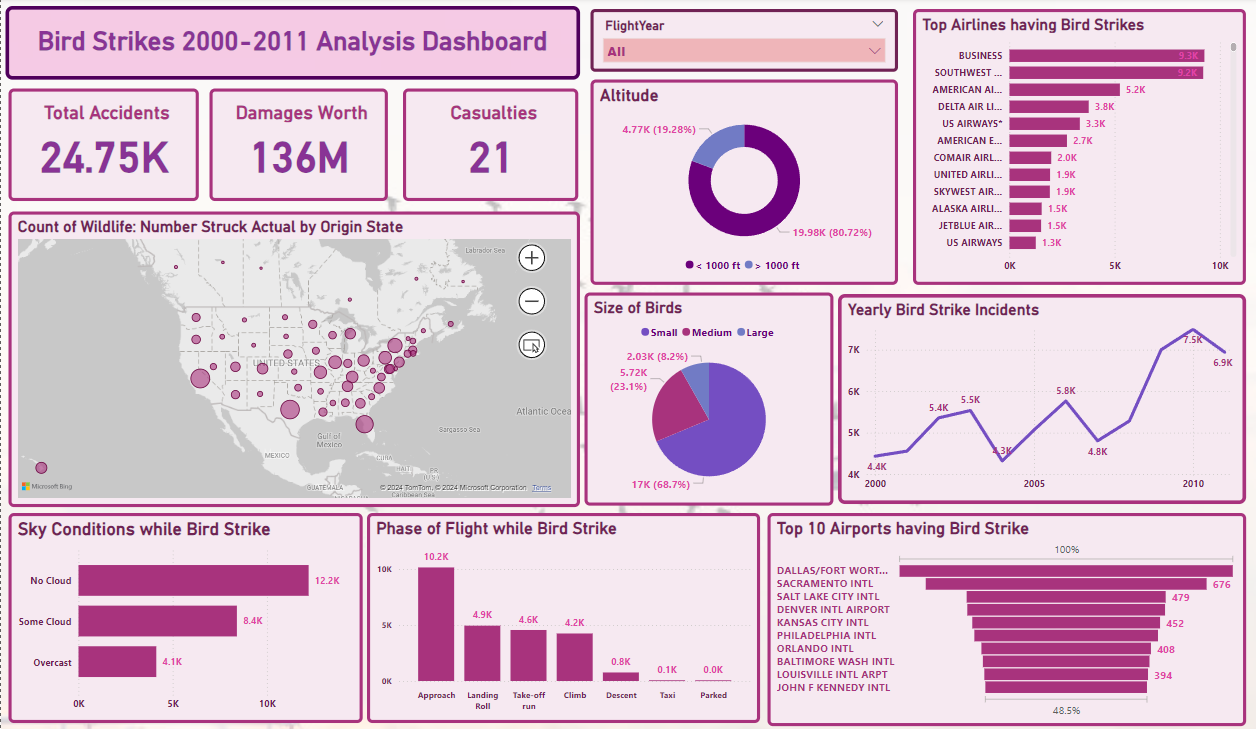 Bird Strikes 2000-2011 Analysis Dashboard
FlightYear
All
Total Accidents
24.75K
Damages Worth
136M
Casualties
21
Altitude
4.77K (19.28%)
19.98K (80.72%)
< 1000 ft > 1000 ft
Top Airlines having Bird Strikes
BUSINESS 9.3K
SOUTHWEST ... 9.2K
AMERICAN AI... 5.2K
DELTA AIR LI... 3.8K
US AIRWAYS* 3.3K
AMERICAN E... 2.7K
COMAIR AIRL... 2.0K
UNITED AIRLI... 1.9K
SKYWEST AIR... 1.9K
ALASKA AIRLI... 1.5K
JETBLUE AIR... 1.5K
US AIRWAYS 1.3K
0K 5K 10K
Count of Wildlife: Number Struck Actual by Origin State
Labrador Sea
UNITED STATES
Atlantic Ocea
Sargasso Sea
Gulf of
Mexico
MEXICO
CUBA
HAITI
PR
(U.S.)
GUATEMALA
Caribbean Sea
Microsoft Bing
© 2024 TomTom, © 2024 Microsoft Corporation Terms
Size of Birds
Small Medium Large
2.03K (8.2%)
5.72K
(23.1%)
17K (68.7%)
Yearly Bird Strike Incidents
7K
6K
5K
4K
4.4K
5.4K
5.5K
4.3K
5.8K
4.8K
7.5K
6.9K
2000 2005 2010
Sky Conditions while Bird Strike
No Cloud 12.2K
Some Cloud 8.4K
Overcast 4.1K
0K 5K 10K
Phase of Flight while Bird Strike
10K
5K
0K
10.2K
4.9K
4.6K
4.2K
0.8K
0.1K
0.0K
Approach
Landing
Roll
Take-off
run
Climb
Descent
Taxi
Parked
Top 10 Airports having Bird Strike
100%
DALLAS/FORT WORT...
SACRAMENTO INTL 676
SALT LAKE CITY INTL 479
DENVER INTL AIRPORT
KANSAS CITY INTL 452
PHILADELPHIA INTL
ORLANDO INTL 408
BALTIMORE WASH INTL
LOUISVILLE INTL ARPT 394
JOHN F KENNEDY INTL
48.5%